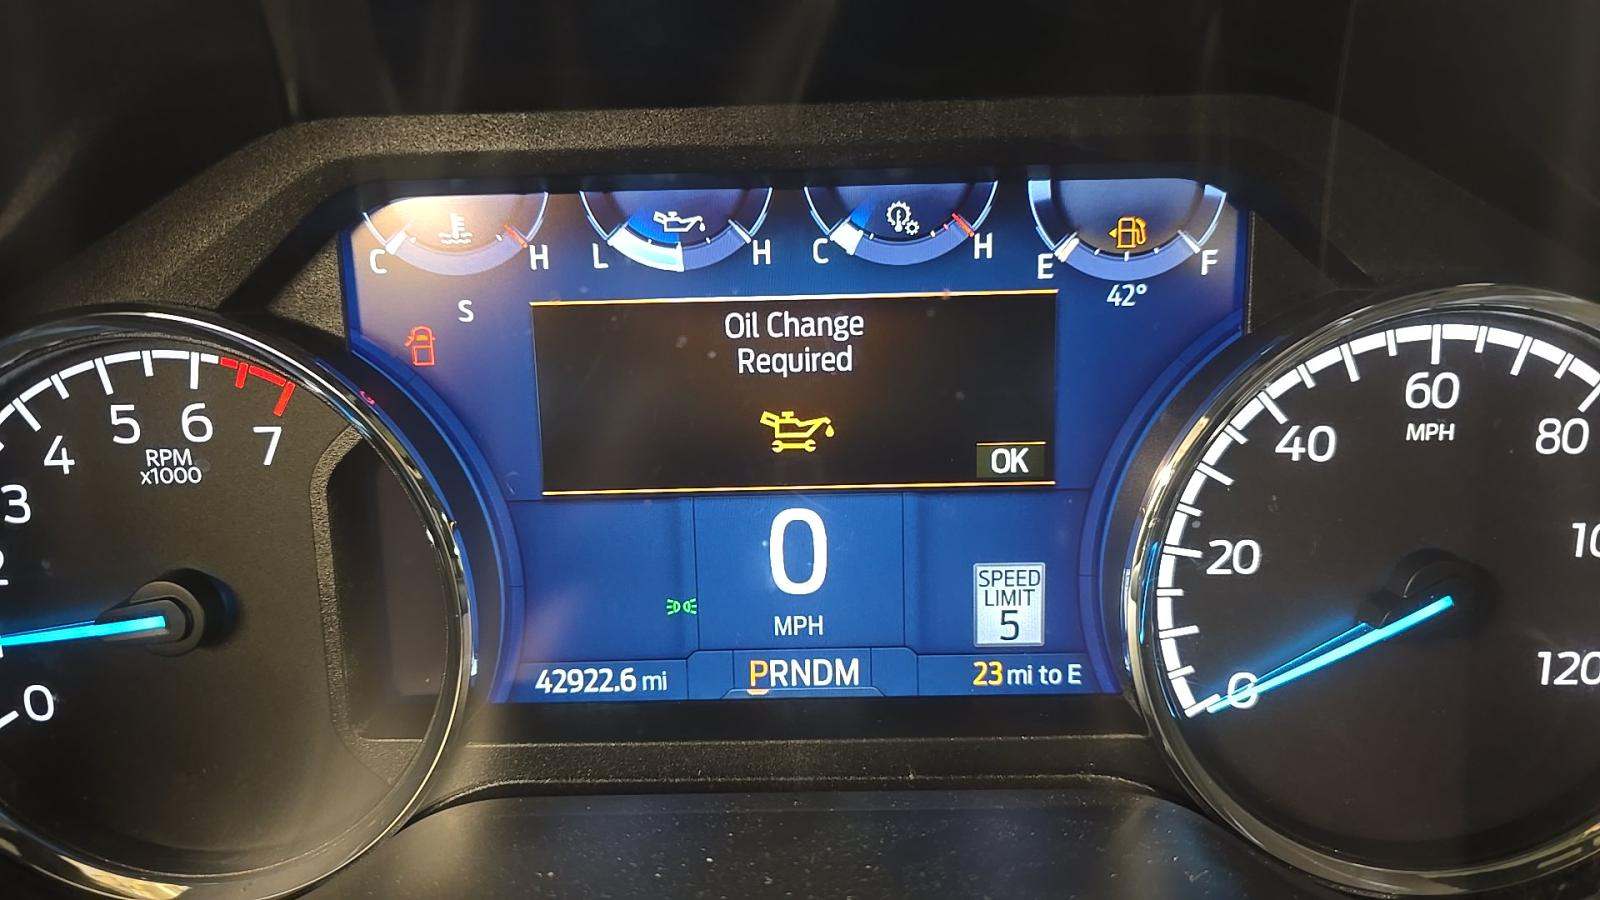 C H L H C H E F
42°
S
Oil Change
Required
OK
5 6
4 7
RPM
x1000
3
2
0
60
MPH
40 80
20
0
120
0
MPH
SPEED
LIMIT
5
42922.6 mi
PRNDM
23 mi to E